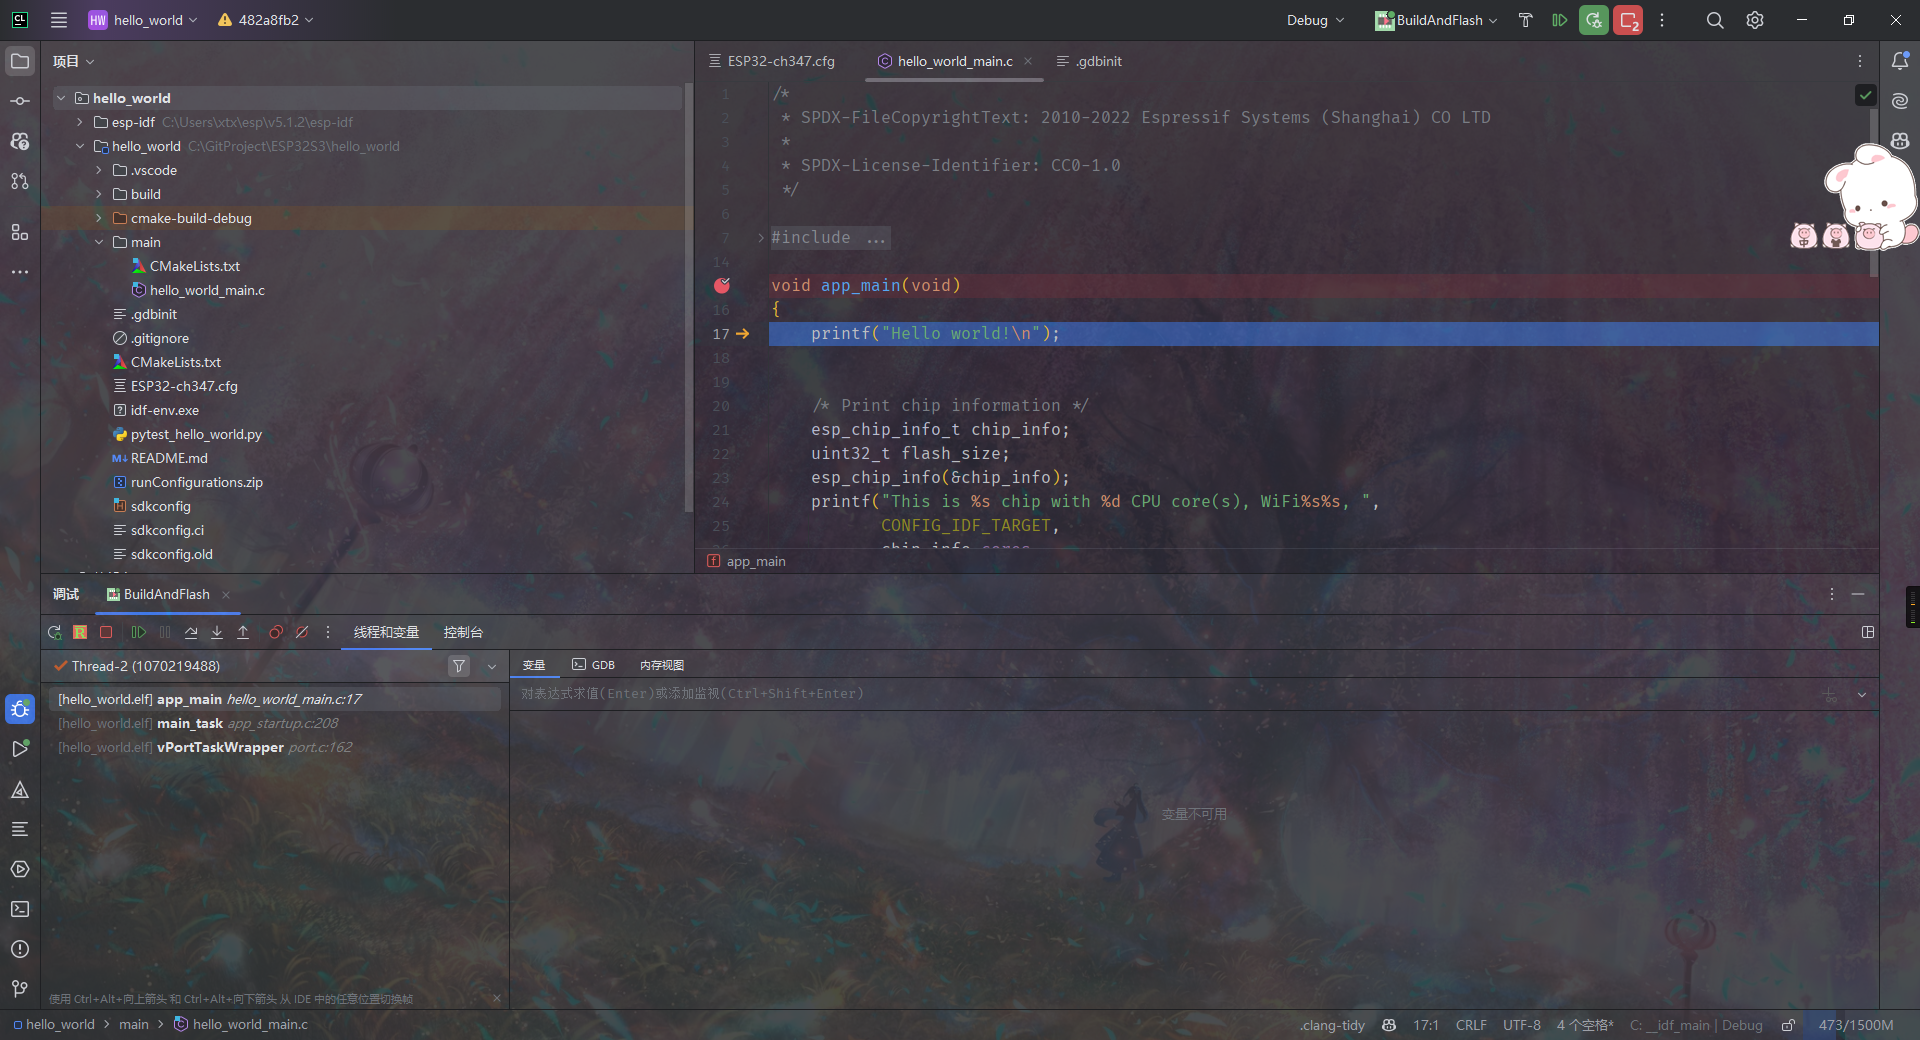 CL
HW hello_world
482a8fb2
Debug
BuildAndFlash
2
项目
hello_world
esp-idf C:\Users\xtx\esp\v5.1.2\esp-idf
hello_world C:\GitProject\ESP32S3\hello_world
.vscode
build
cmake-build-debug
main
CMakeLists.txt
hello_world_main.c
.gdbinit
.gitignore
CMakeLists.txt
ESP32-ch347.cfg
idf-env.exe
pytest_hello_world.py
README.md
runConfigurations.zip
sdkconfig
sdkconfig.ci
sdkconfig.old
ESP32-ch347.cfg
hello_world_main.c
.gdbinit
1 /*
2 * SPDX-FileCopyrightText: 2010-2022 Espressif Systems (Shanghai) CO LTD
3 *
4 * SPDX-License-Identifier: CC0-1.0
5 */
6
7 #include ...
14
void app_main(void)
16 {
17 printf("Hello world!\n");
18
19
20 /* Print chip information */
21 esp_chip_info_t chip_info;
22 uint32_t flash_size;
23 esp_chip_info(&chip_info);
24 printf("This is %s chip with %d CPU core(s), WiFi%s%s, ",
25 CONFIG_IDF_TARGET,
chip_info.cores
app_main
中
调试
BuildAndFlash
线程和变量
控制台
Thread-2 (1070219488)
[hello_world.elf] app_main hello_world_main.c:17
[hello_world.elf] main_task app_startup.c:208
[hello_world.elf] vPortTaskWrapper port.c:162
变量
GDB
内存视图
对表达式求值(Enter)或添加监视(Ctrl+Shift+Enter)
变量不可用
使用 Ctrl+Alt+向上箭头 和 Ctrl+Alt+向下箭头 从 IDE 中的任意位置切换帧
hello_world
main
hello_world_main.c
.clang-tidy
17:1
CRLF
UTF-8
4 个空格*
C: __idf_main | Debug
473/1500M